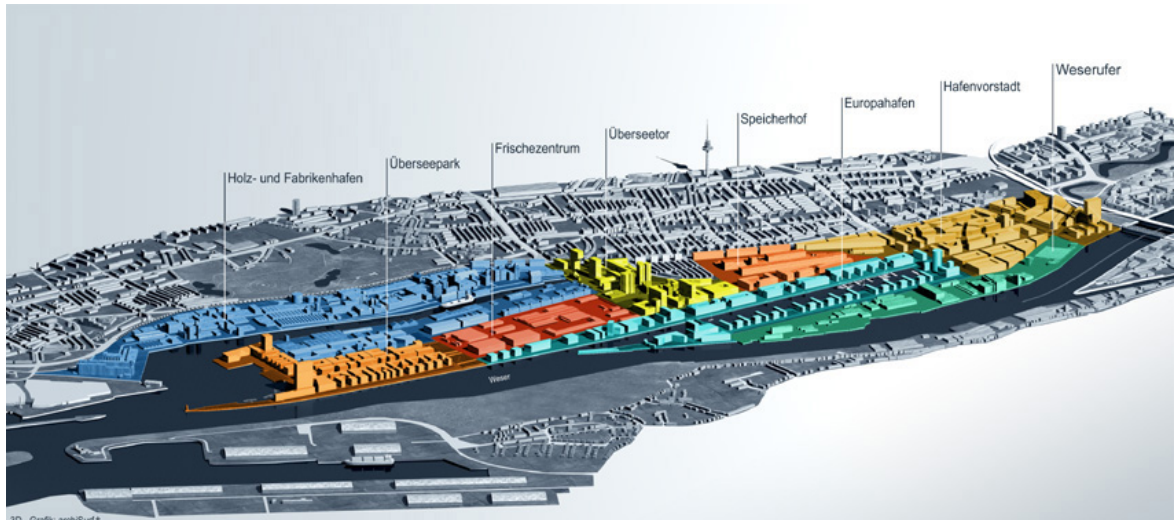 Weserufer
Hafenvorstadt
Europahafen
Speicherhof
Überseetor
Frischezentrum
Überseepark
Holz- und Fabrikenhafen
Weser